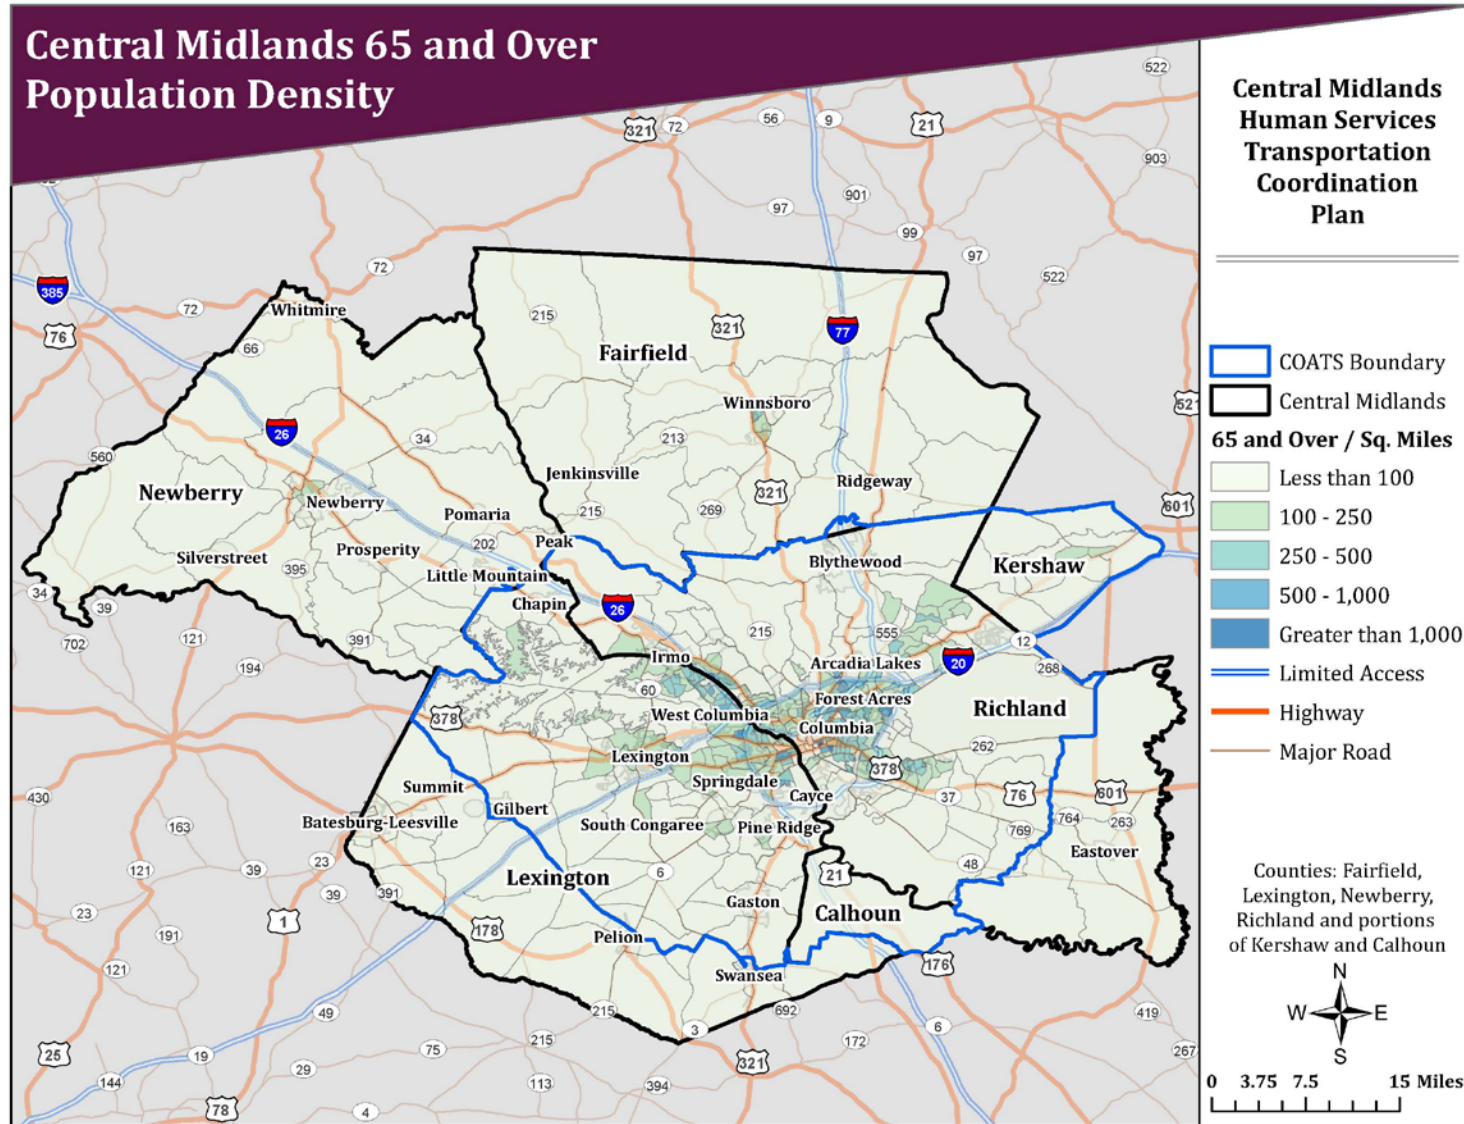 Central Midlands 65 and Over
Population Density
Central Midlands
Human Services
Transportation
Coordination
Plan
COATS Boundary
Central Midlands
65 and Over / Sq. Miles
Less than 100
100 - 250
250 - 500
500 - 1,000
Greater than 1,000
Limited Access
Highway
Major Road
Counties: Fairfield,
Lexington, Newberry,
Richland and portions
of Kershaw and Calhoun
N
W E
S
0 3.75 7.5 15 Miles
522
321
72
56
9
21
903
901
97
99
97
522
72
385
72
76
Whitmire
66
215
321
77
Fairfield
Winnsboro
521
26
34
213
560
Jenkinsville
Ridgeway
Newberry
Newberry
321
601
215
269
Pomaria
Peak
202
Prosperity
Silverstreet
395
Blythewood
Kershaw
Little Mountain
34
39
Chapin
26
702
121
391
215
555
12
194
Irmo
Arcadia Lakes
20
268
60
Forest Acres
378
West Columbia
Richland
Columbia
262
Lexington
378
Springdale
Summit
76
601
430
Cayce
37
Gilbert
Batesburg-Leesville
163
South Congaree
Pine Ridge
769
764
263
Eastover
23
121
39
48
6
21
Lexington
39
391
23
Gaston
Calhoun
1
191
178
Pelion
121
176
Swansea
49
215
692
419
3
6
25
19
75
215
172
267
29
321
144
113
394
78
4